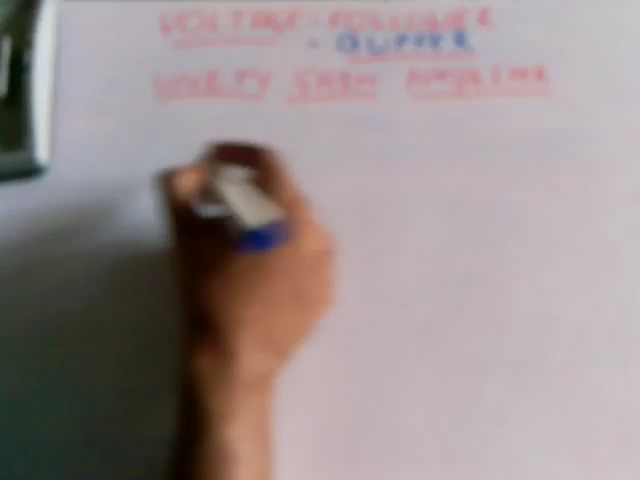 VOLTAGE - FOLLOWER
- BUFFER
UNITY GAIN AMPLIFIER